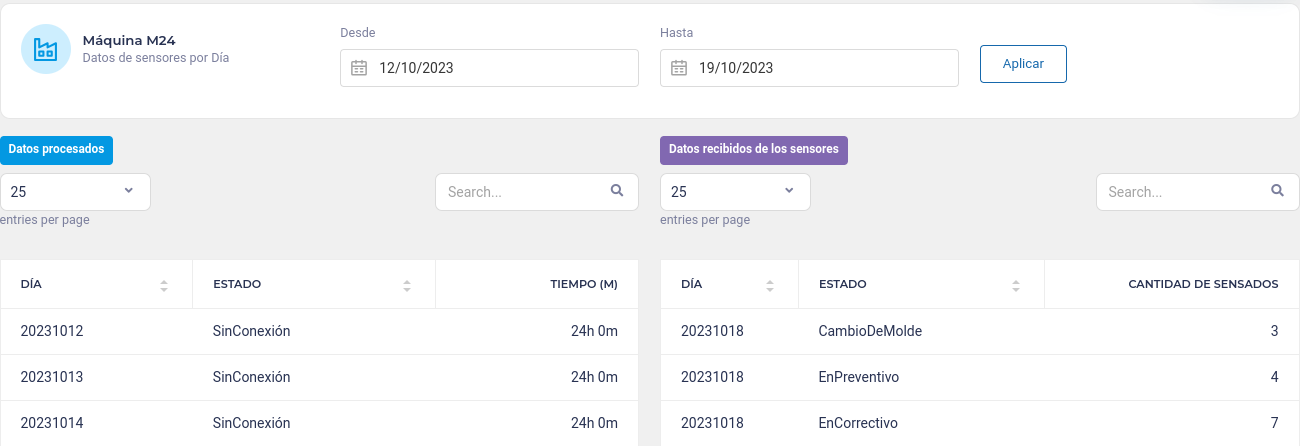 Máquina M24
Datos de sensores por Día
Desde
12/10/2023
Hasta
19/10/2023
Aplicar
Datos procesados
25
entries per page
Search...
DÍA ESTADO TIEMPO (M)
20231012 SinConexión 24h 0m
20231013 SinConexión 24h 0m
20231014 SinConexión 24h 0m
Datos recibidos de los sensores
25
entries per page
Search...
DÍA ESTADO CANTIDAD DE SENSADOS
20231018 CambioDeMolde 3
20231018 EnPreventivo 4
20231018 EnCorrectivo 7